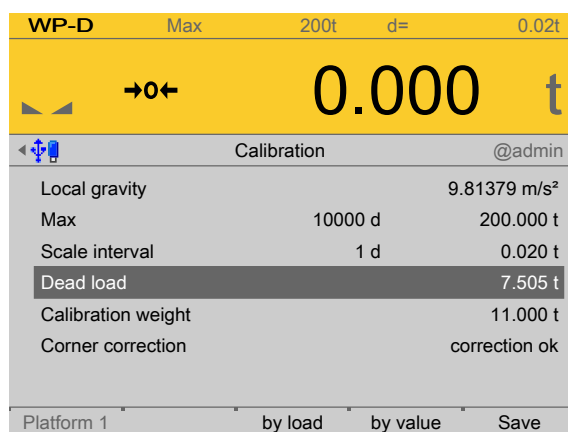 WP-D Max 200t d= 0.02t
→0← 0.000 t
Calibration @admin
Local gravity 9.81379 m/s²
Max 10000 d 200.000 t
Scale interval 1 d 0.020 t
Dead load 7.505 t
Calibration weight 11.000 t
Corner correction correction ok
Platform 1 by load by value Save